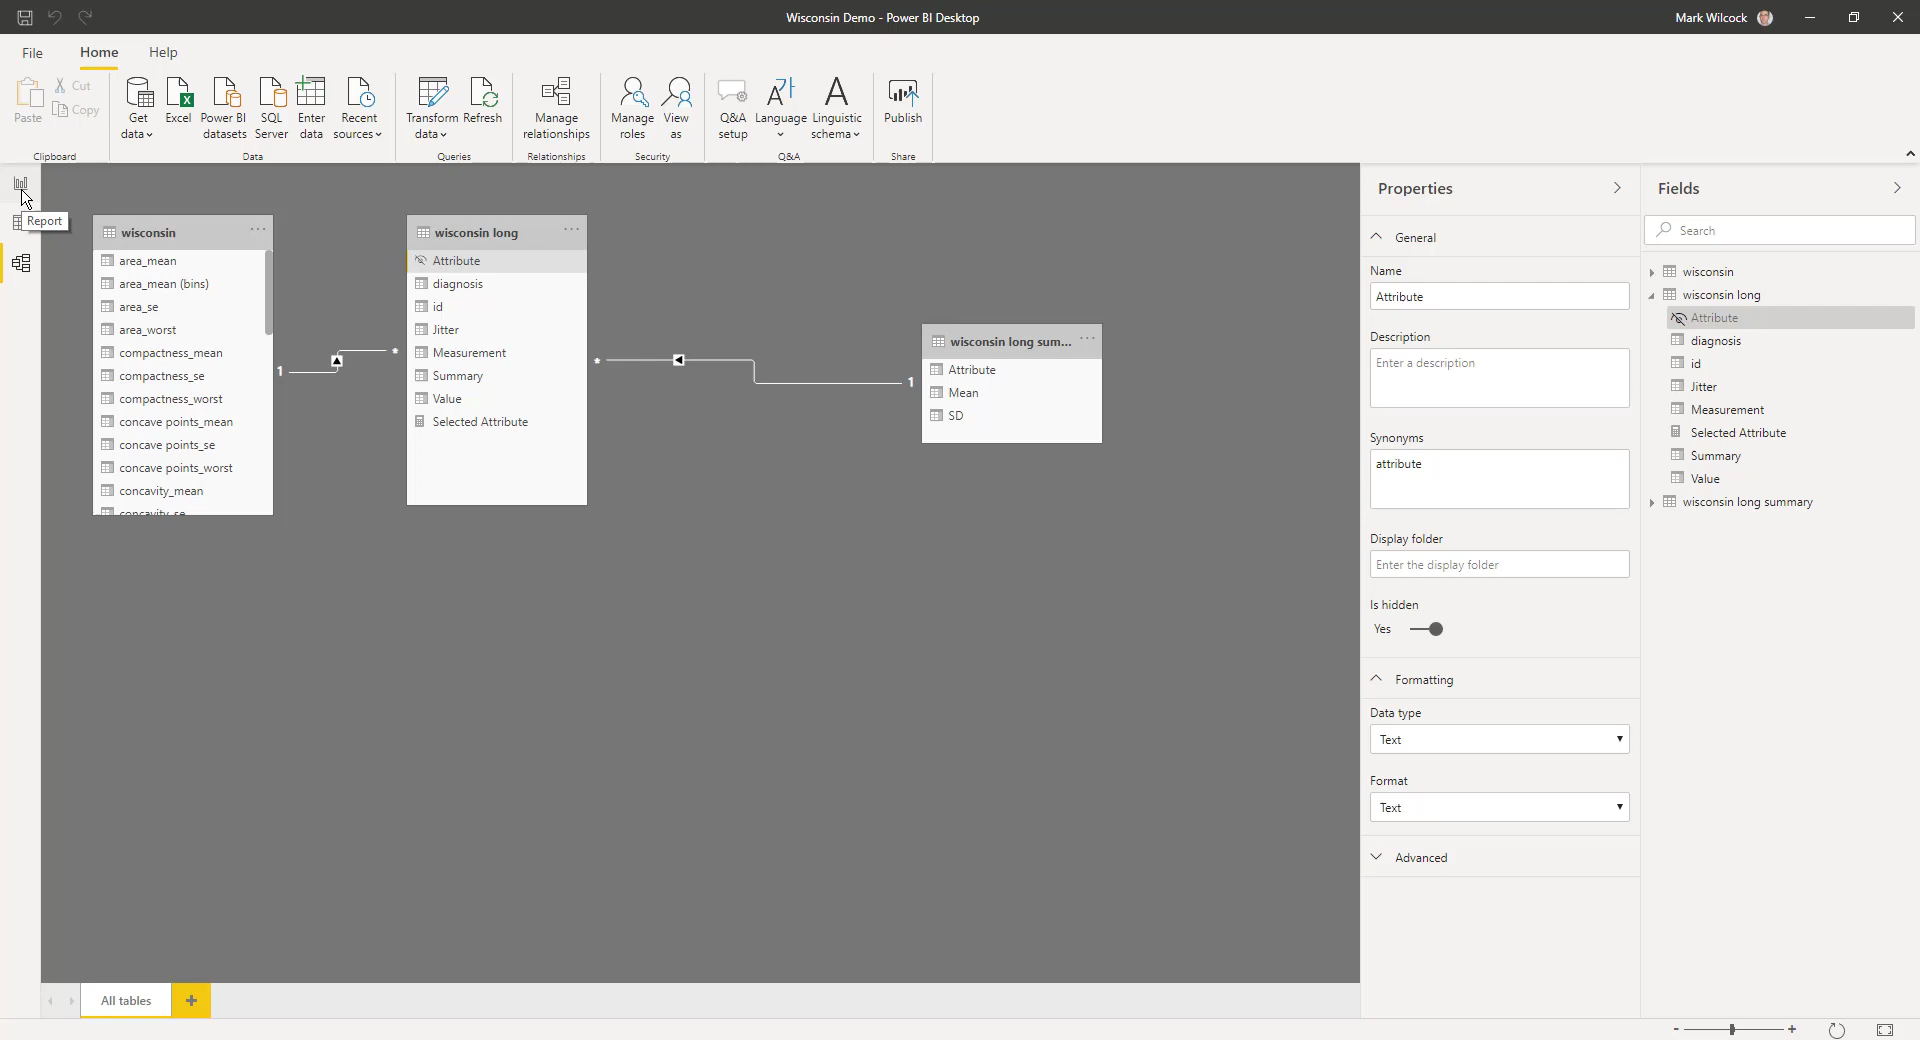 Wisconsin Demo - Power BI Desktop
Mark Wilcock
File
Home
Help
Paste
Cut
Copy
Clipboard
Get data
Excel
Power BI datasets
SQL Server
Enter data
Recent sources
Data
Transform data
Refresh
Queries
Manage relationships
Relationships
Manage roles
View as
Security
Q&A setup
Language
Linguistic schema
Q&A
Publish
Share
Report
wisconsin
area_mean
area_mean (bins)
area_se
area_worst
compactness_mean
compactness_se
compactness_worst
concave points_mean
concave points_se
concave points_worst
concavity_mean
concavity_se
1
*
wisconsin long
Attribute
diagnosis
id
Jitter
Measurement
Summary
Value
Selected Attribute
*
1
wisconsin long sum...
Attribute
Mean
SD
Properties
General
Name
Attribute
Description
Enter a description
Synonyms
attribute
Display folder
Enter the display folder
Is hidden
Yes
Formatting
Data type
Text
Format
Text
Advanced
Fields
Search
wisconsin
wisconsin long
Attribute
diagnosis
id
Jitter
Measurement
Selected Attribute
Summary
Value
wisconsin long summary
All tables